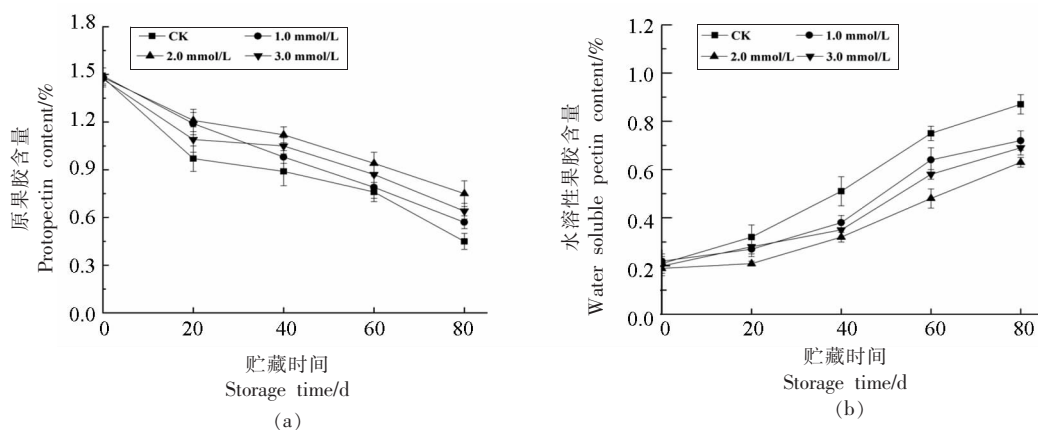 1.8
1.5
1.2
0.9
0.6
0.3
0.0
CK
1.0 mmol/L
2.0 mmol/L
3.0 mmol/L
原果胶含量
Protopectin content/%
0
20
40
60
80
贮藏时间
Storage time/d
(a)
1.2
1.0
0.8
0.6
0.4
0.2
0.0
CK
1.0 mmol/L
2.0 mmol/L
3.0 mmol/L
水溶性果胶含量
Water soluble pectin content/%
0
20
40
60
80
贮藏时间
Storage time/d
(b)